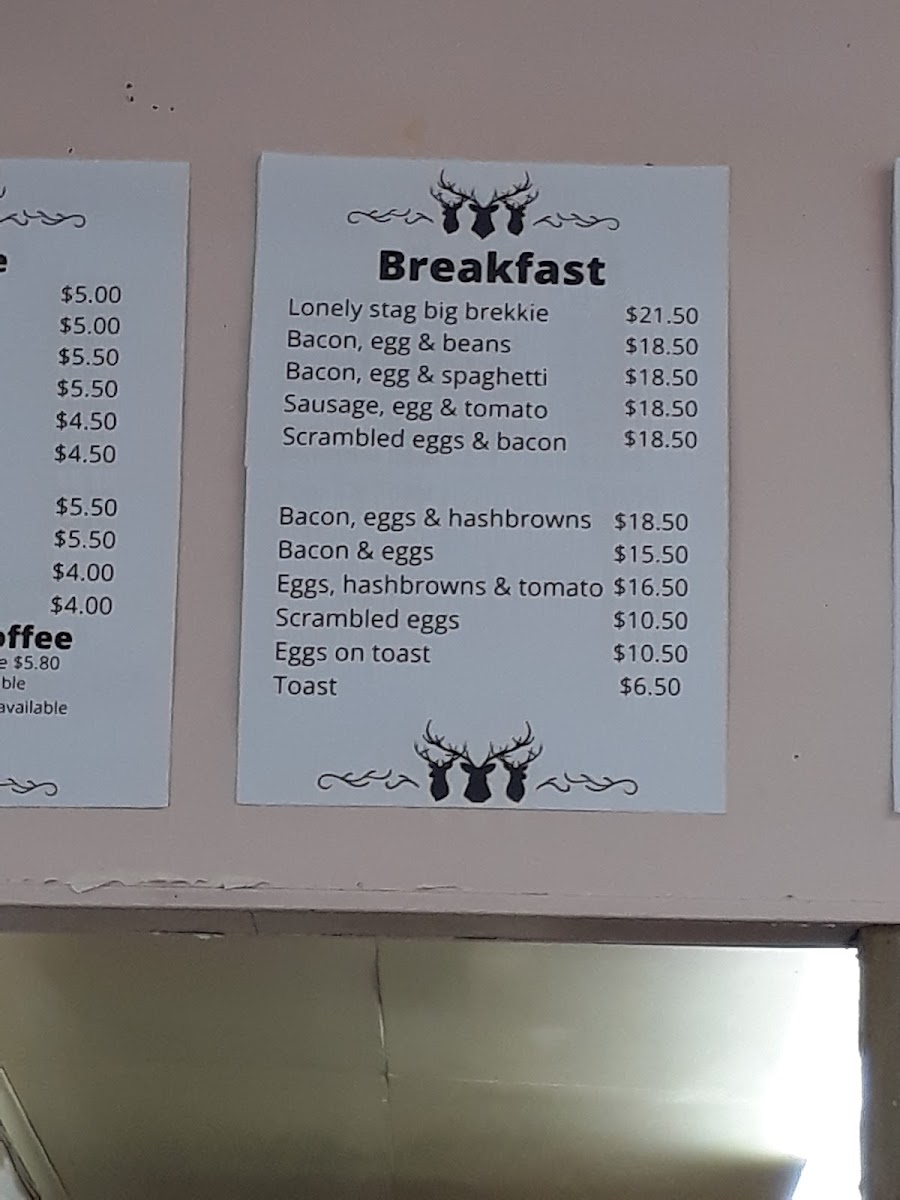 e
$5.00
$5.00
$5.50
$5.50
$4.50
$4.50
$5.50
$5.50
$4.00
$4.00
offee
e $5.80
ble
available
Breakfast
Lonely stag big brekkie $21.50
Bacon, egg & beans $18.50
Bacon, egg & spaghetti $18.50
Sausage, egg & tomato $18.50
Scrambled eggs & bacon $18.50
Bacon, eggs & hashbrowns $18.50
Bacon & eggs $15.50
Eggs, hashbrowns & tomato $16.50
Scrambled eggs $10.50
Eggs on toast $10.50
Toast $6.50